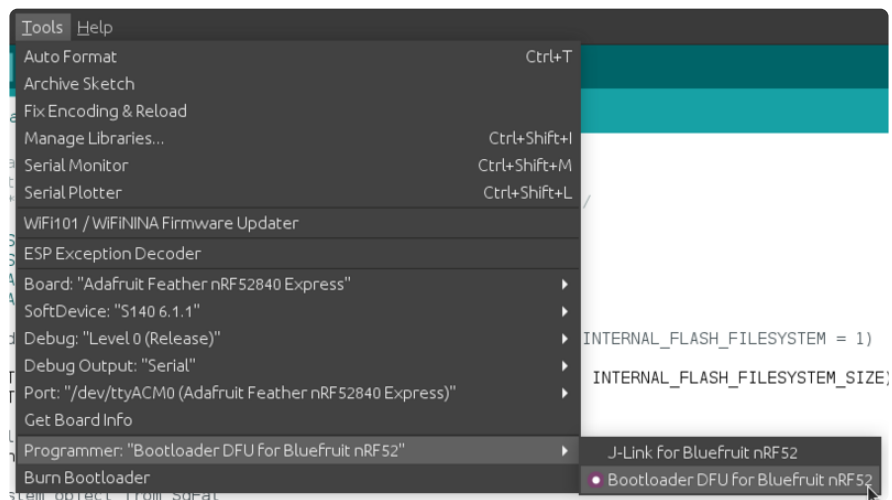 Tools Help
Auto Format Ctrl+T
Archive Sketch
Fix Encoding & Reload
Manage Libraries... Ctrl+Shift+I
Serial Monitor Ctrl+Shift+M
Serial Plotter Ctrl+Shift+L
WiFi101 / WiFiNINA Firmware Updater
ESP Exception Decoder
Board: "Adafruit Feather nRF52840 Express"
SoftDevice: "S140 6.1.1"
Debug: "Level 0 (Release)"
INTERNAL_FLASH_FILESYSTEM = 1)
Debug Output: "Serial"
INTERNAL_FLASH_FILESYSTEM_SIZE)
Port: "/dev/ttyACM0 (Adafruit Feather nRF52840 Express)"
Get Board Info
Programmer: "Bootloader DFU for Bluefruit nRF52"
J-Link for Bluefruit nRF52
Burn Bootloader
Bootloader DFU for Bluefruit nRF52